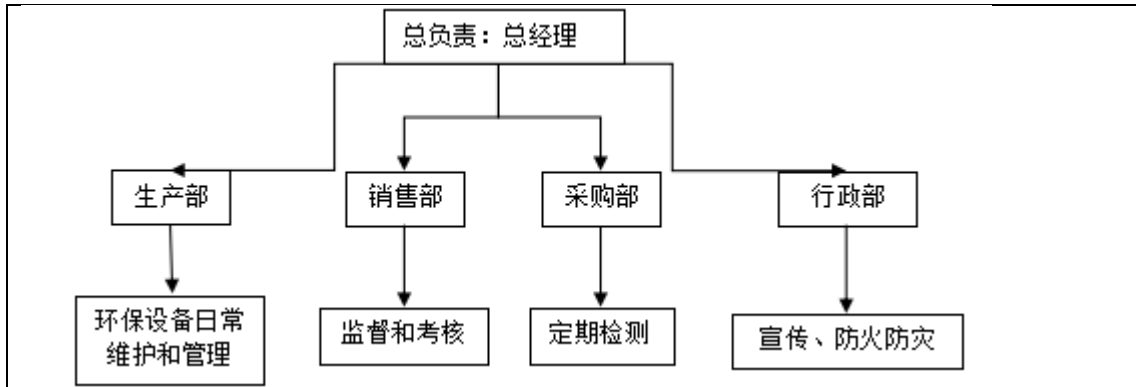 总负责：总经理
生产部
销售部
采购部
行政部
环保设备日常
维护和管理
监督和考核
定期检测
宣传、防火防灾